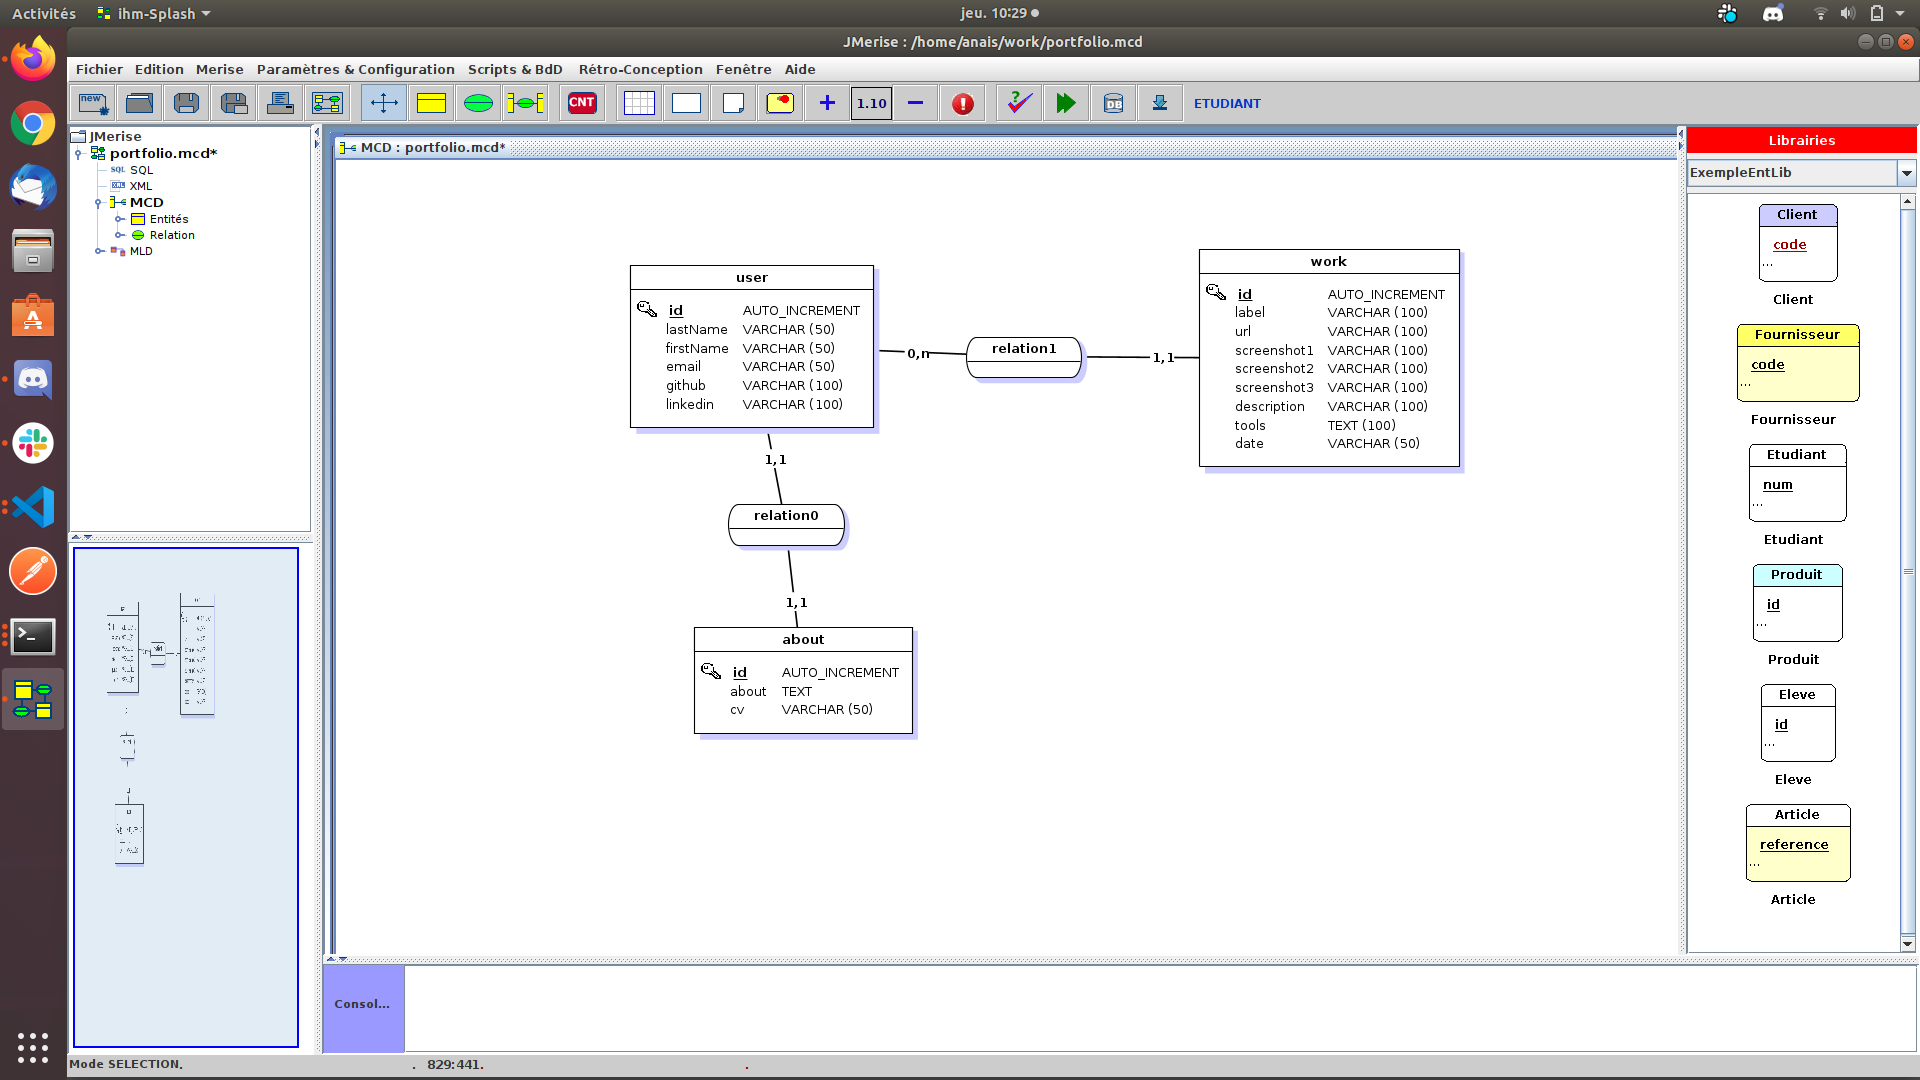 Activités
ihm-Splash
jeu. 10:29
JMerise : /home/anais/work/portfolio.mcd
Fichier Edition Merise Paramètres & Configuration Scripts & BdD Rétro-Conception Fenêtre Aide
new CNT 1.10 DB ETUDIANT
JMerise
portfolio.mcd*
SQL SQL
XML XML
MCD
Entités
Relation
MLD
MCD : portfolio.mcd*
user
id AUTO_INCREMENT
lastName VARCHAR (50)
firstName VARCHAR (50)
email VARCHAR (50)
github VARCHAR (100)
linkedin VARCHAR (100)
0,n
relation1
1,1
work
id AUTO_INCREMENT
label VARCHAR (100)
url VARCHAR (100)
screenshot1 VARCHAR (100)
screenshot2 VARCHAR (100)
screenshot3 VARCHAR (100)
description VARCHAR (100)
tools TEXT (100)
date VARCHAR (50)
1,1
relation0
1,1
about
id AUTO_INCREMENT
about TEXT
cv VARCHAR (50)
Librairies
ExempleEntLib
Client
code
...
Client
Fournisseur
code
...
Fournisseur
Etudiant
num
...
Etudiant
Produit
id
...
Produit
Eleve
id
...
Eleve
Article
reference
...
Article
Consol...
Mode SELECTION.
. 829:441.
.